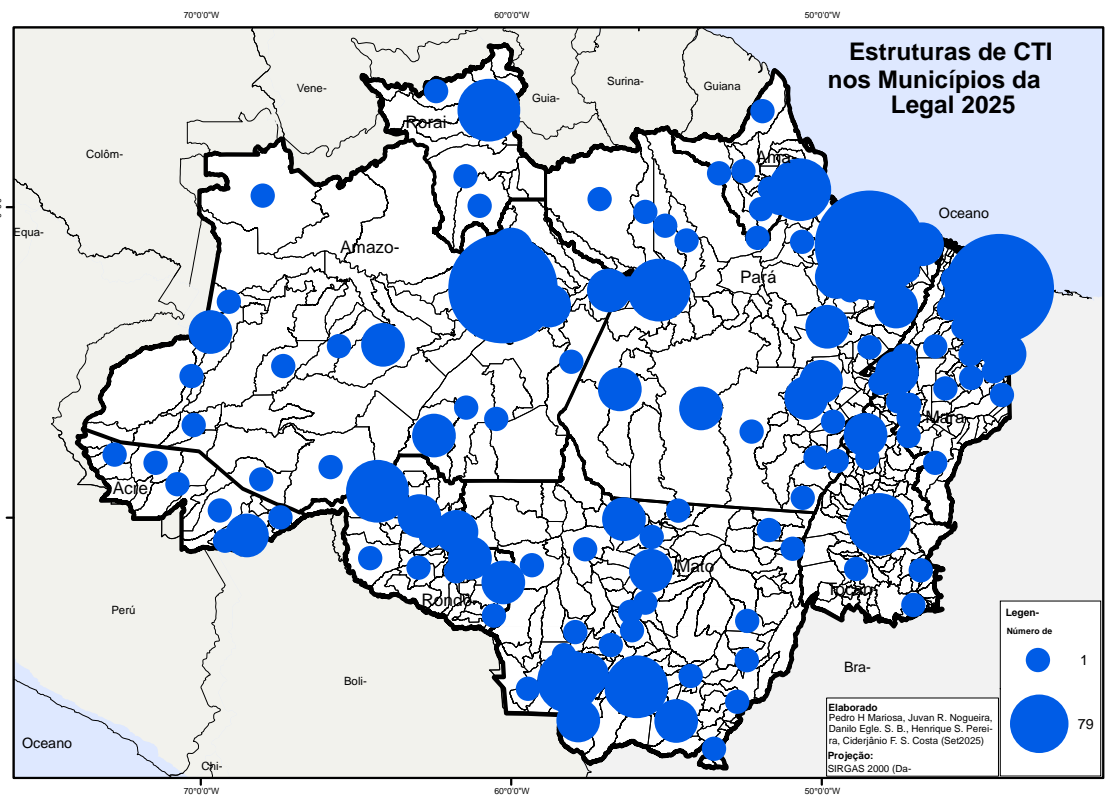 70°0'0"W
60°0'0"W
50°0'0"W
Estruturas de CTI
nos Municípios da
Legal 2025
Vene-
Surina-
Guiana
Guia-
Rorai-
Colôm-
Ama-
Oceano
Equa-
Amazo-
Pará
Mara-
Acre
Mato
Tocan-
Rondô-
Perú
Boli-
Bra-
Legen-
Número de
1
79
Elaborado
Pedro H Mariosa, Juvan R. Nogueira,
Danilo Egle. S. B., Henrique S. Perei-
ra, Ciderjânio F. S. Costa (Set2025)
Projeção:
SIRGAS 2000 (Da-
Oceano
Chi-
70°0'0"W
60°0'0"W
50°0'0"W